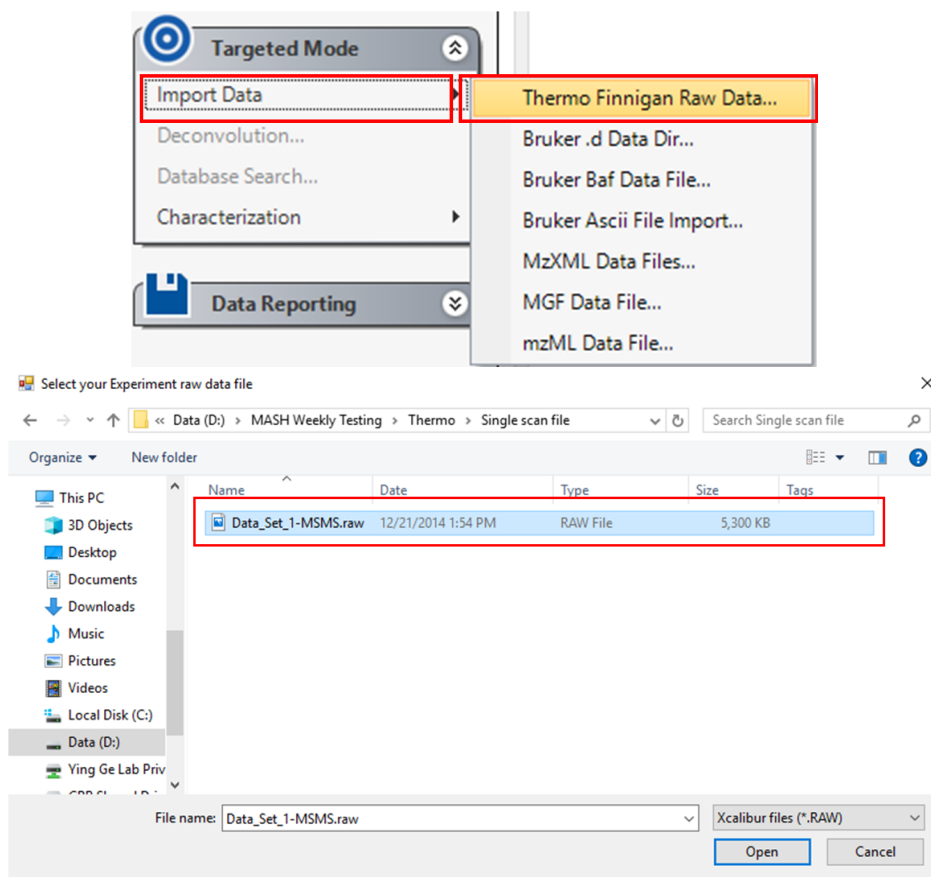 Targeted Mode
Import Data
Thermo Finnigan Raw Data...
Deconvolution...
Bruker .d Data Dir...
Database Search...
Bruker Baf Data File...
Characterization
Bruker Ascii File Import...
MzXML Data Files...
Data Reporting
MGF Data File...
mzML Data File...
Select your Experiment raw data file
« Data (D:) › MASH Weekly Testing › Thermo › Single scan file
Search Single scan file
Organize
New folder
Name Date Type Size Tags
This PC
Data_Set_1-MSMS.raw 12/21/2014 1:54 PM RAW File 5,300 KB
3D Objects
Desktop
Documents
Downloads
Music
Pictures
Videos
Local Disk (C:)
Data (D:)
Ying Ge Lab Priv
File name: Data_Set_1-MSMS.raw
Xcalibur files (*.RAW)
Open Cancel